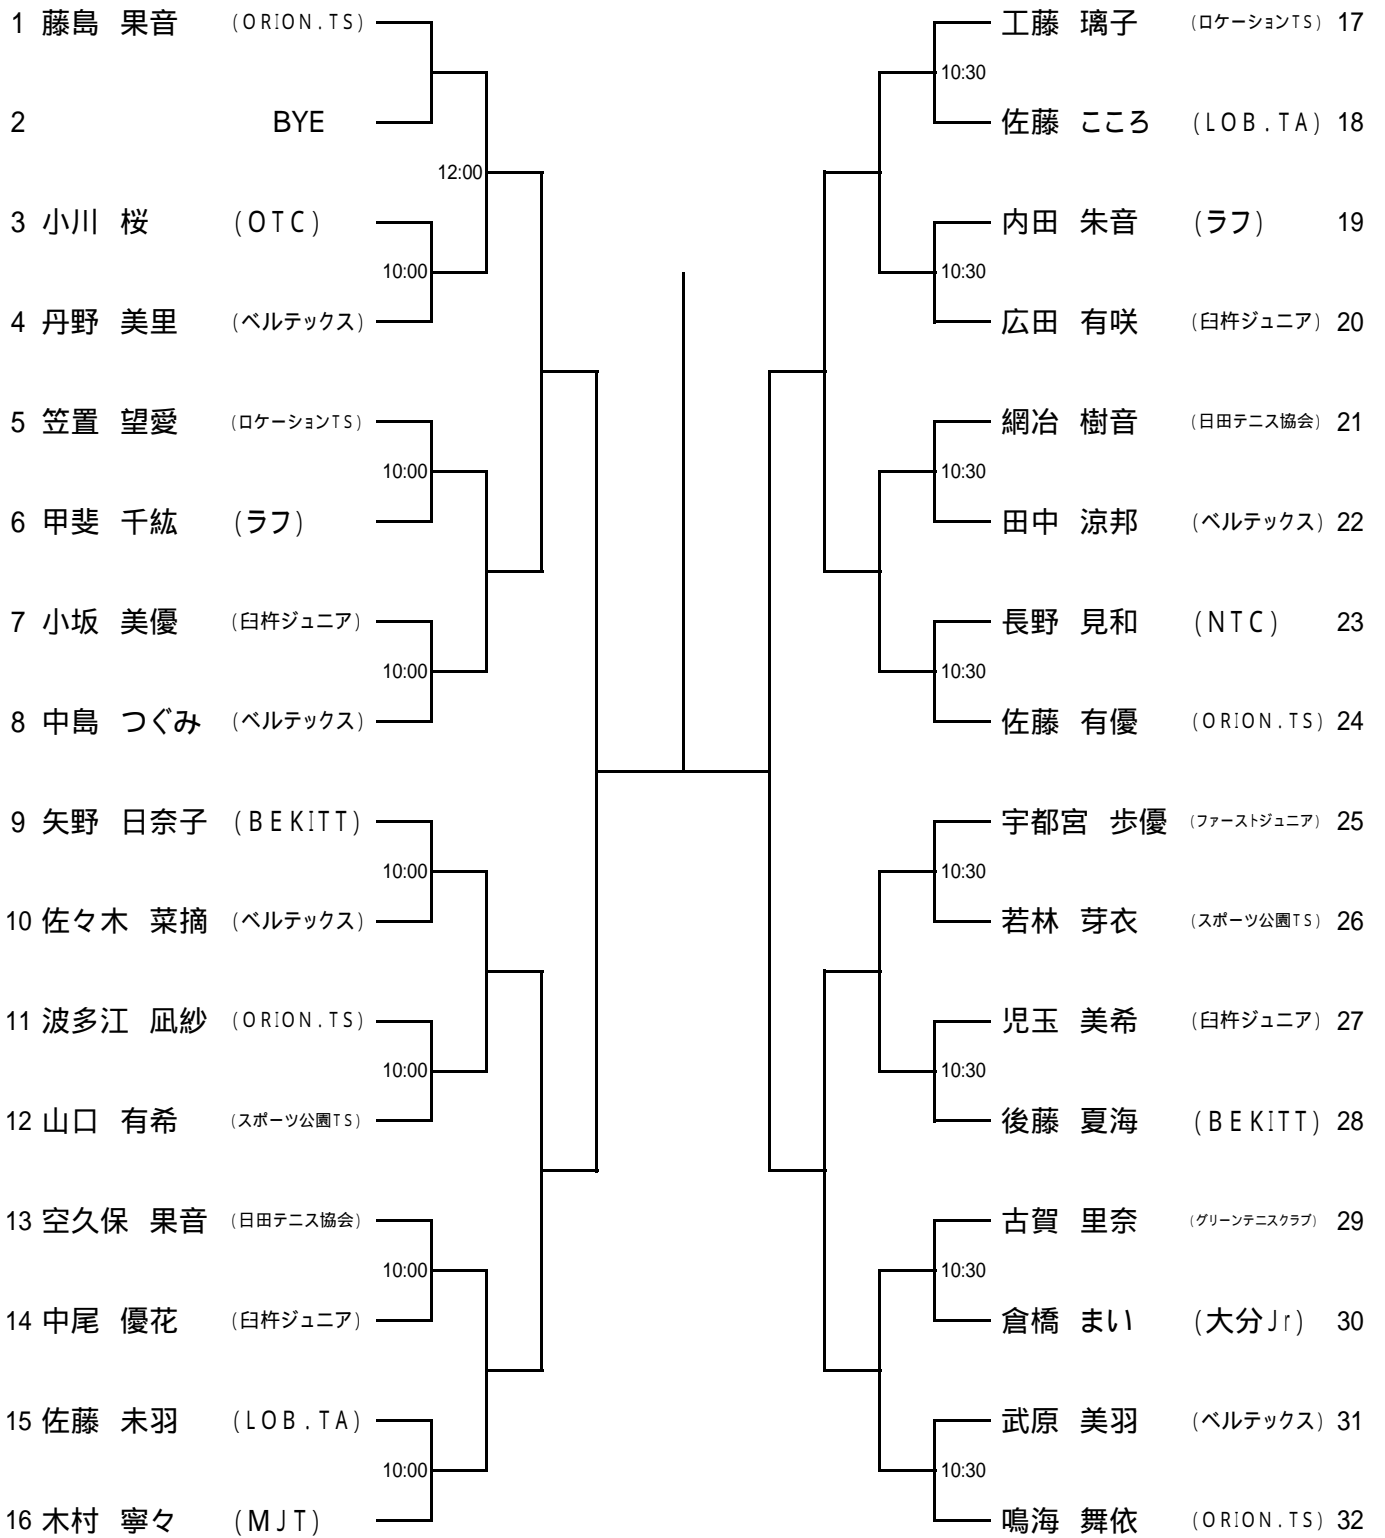 1 藤島 果音 (ORION.TS)
2 BYE
12:00
3 小川 桜 (OTC)
10:00
4 丹野 美里 (ベルテックス)
5 笠置 望愛 (ロケーションTS)
10:00
6 甲斐 千紘 (ラフ)
7 小坂 美優 (臼杵ジュニア)
10:00
8 中島 つぐみ (ベルテックス)
9 矢野 日奈子 (BEKITT)
10:00
10 佐々木 菜摘 (ベルテックス)
11 波多江 凪紗 (ORION.TS)
10:00
12 山口 有希 (スポーツ公園TS)
13 空久保 果音 (日田テニス協会)
10:00
14 中尾 優花 (臼杵ジュニア)
15 佐藤 未羽 (LOB.TA)
10:00
16 木村 寧々 (MJT)
工藤 璃子 (ロケーションTS) 17
10:30
佐藤 こころ (LOB.TA) 18
内田 朱音 (ラフ) 19
10:30
広田 有咲 (臼杵ジュニア) 20
網冶 樹音 (日田テニス協会) 21
10:30
田中 涼邦 (ベルテックス) 22
長野 見和 (NTC) 23
10:30
佐藤 有優 (ORION.TS) 24
宇都宮 歩優 (ファーストジュニア) 25
10:30
若林 芽衣 (スポーツ公園TS) 26
児玉 美希 (臼杵ジュニア) 27
10:30
後藤 夏海 (BEKITT) 28
古賀 里奈 (グリーンテニスクラブ) 29
10:30
倉橋 まい (大分Jr) 30
武原 美羽 (ベルテックス) 31
10:30
鳴海 舞依 (ORION.TS) 32